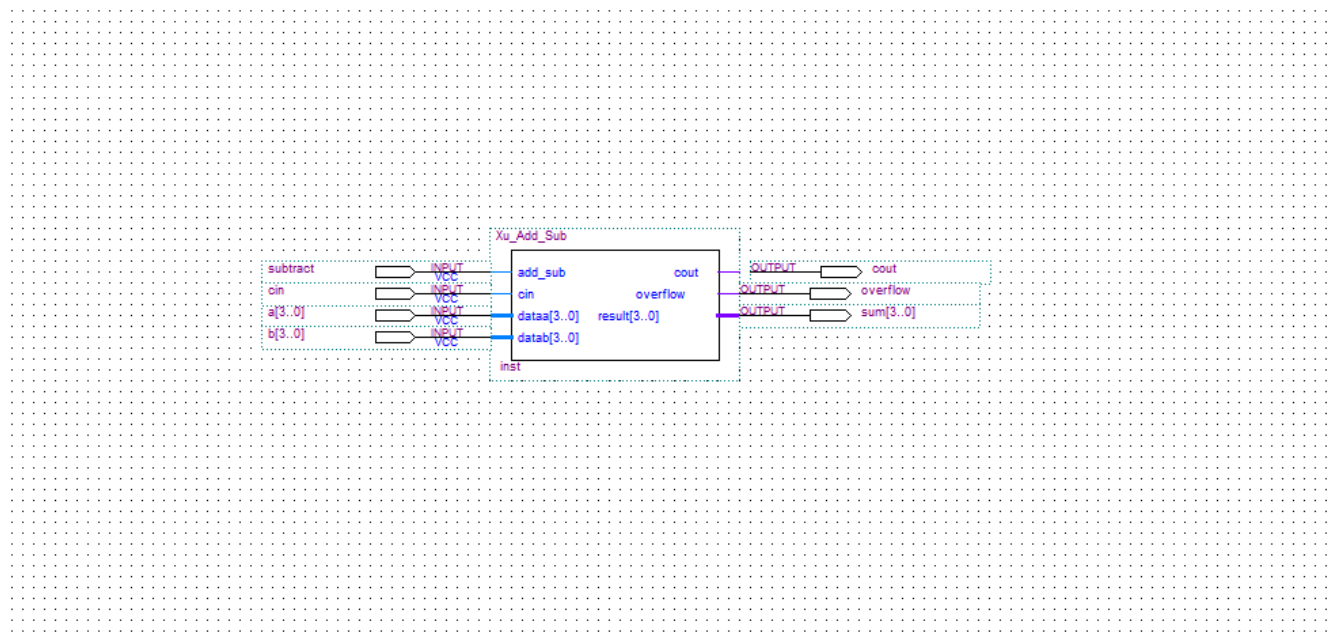 Xu_Add_Sub
subtract INPUT VCC add_sub cout OUTPUT cout
cin INPUT VCC cin overflow OUTPUT overflow
a[3..0] INPUT VCC dataa[3..0] result[3..0] OUTPUT sum[3..0]
b[3..0] INPUT VCC datab[3..0]
inst